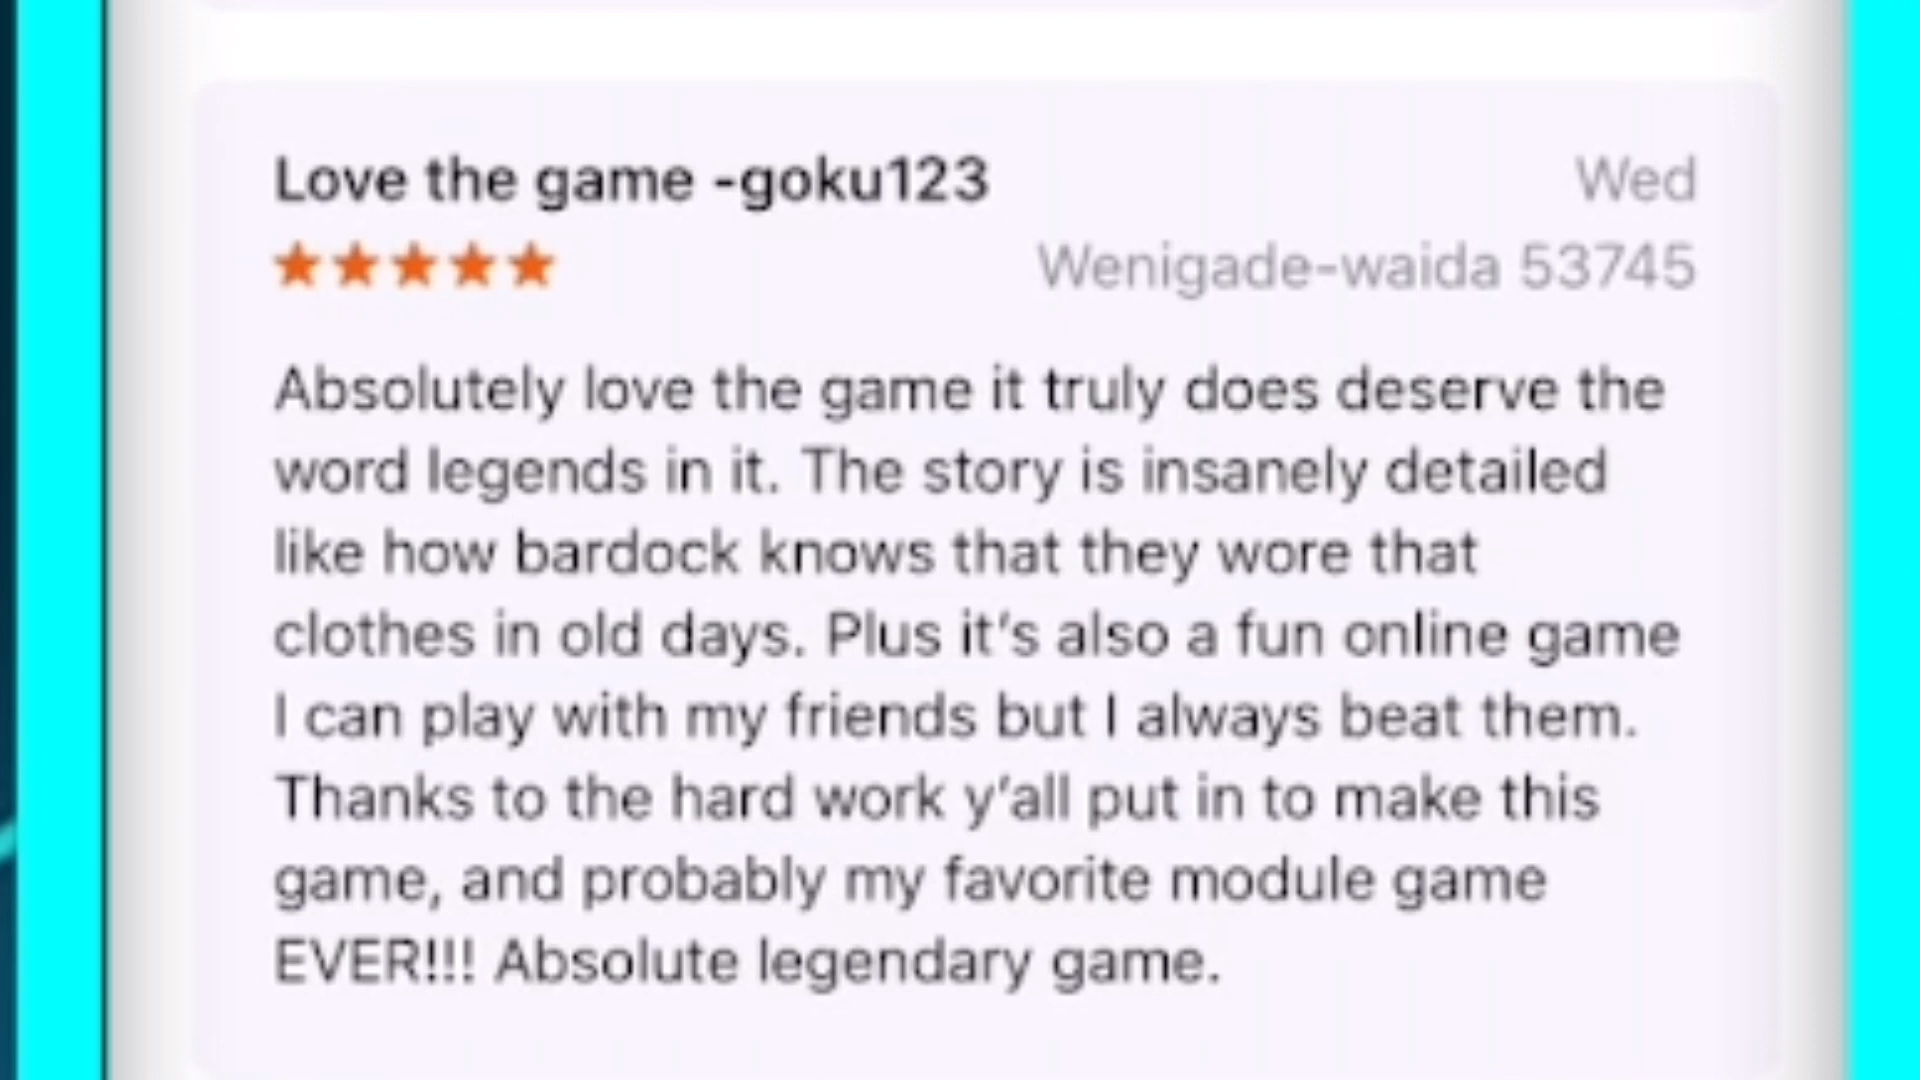 Love the game -goku123
Wed
★★★★★
Wenigade-waida 53745
Absolutely love the game it truly does deserve the
word legends in it. The story is insanely detailed
like how bardock knows that they wore that
clothes in old days. Plus it’s also a fun online game
I can play with my friends but I always beat them.
Thanks to the hard work y’all put in to make this
game, and probably my favorite module game
EVER!!! Absolute legendary game.